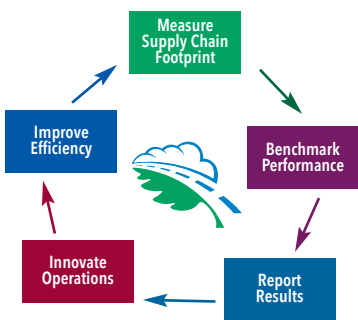 Measure
Supply Chain
Footprint
Benchmark
Performance
Report
Results
Innovate
Operations
Improve
Efficiency